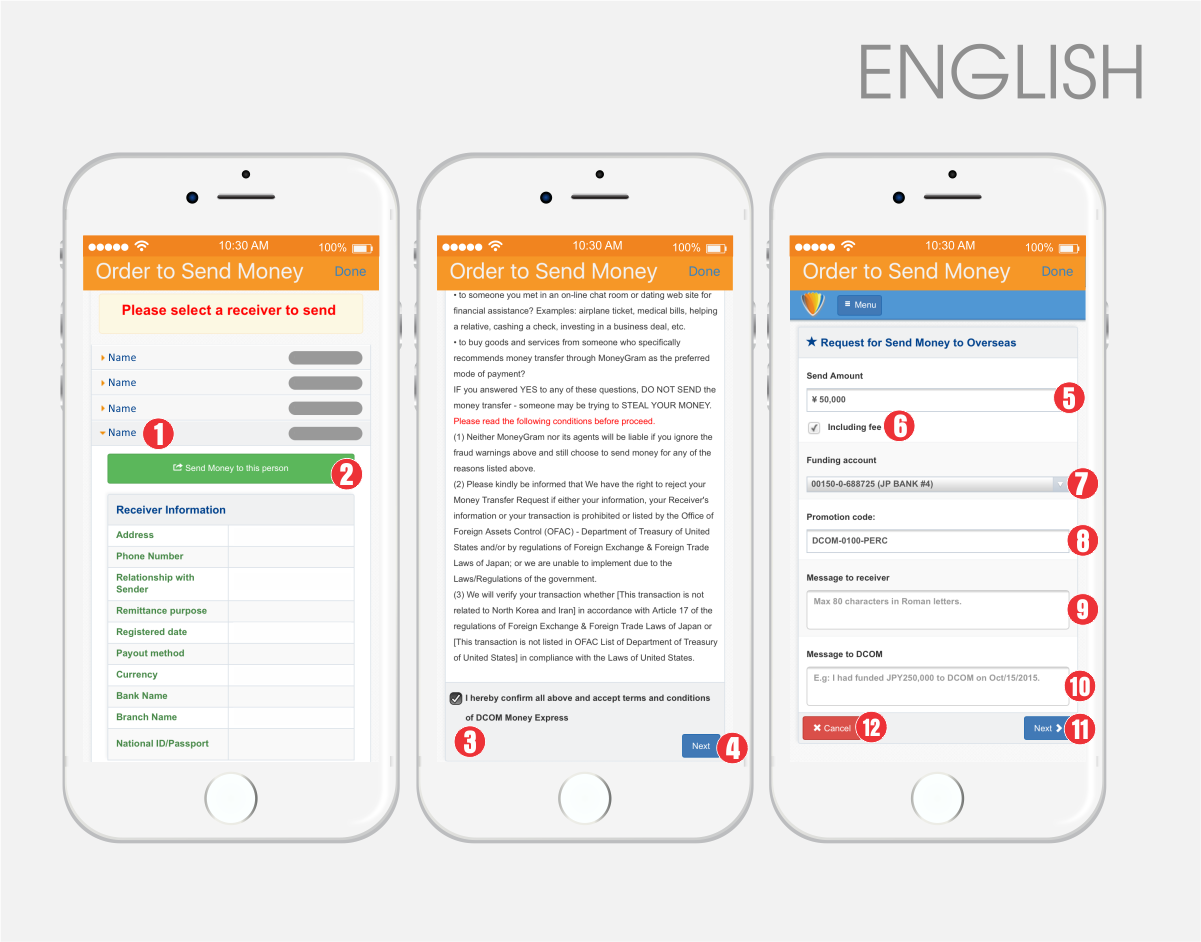 ENGLISH
10:30 AM 100%
Order to Send Money Done
Please select a receiver to send
Name
Name
Name
Name 1
Send Money to this person 2
Receiver Information
Address
Phone Number
Relationship with
Sender
Remittance purpose
Registered date
Payout method
Currency
Bank Name
Branch Name
National ID/Passport
10:30 AM 100%
Order to Send Money Done
• to someone you met in an on-line chat room or dating web site for
financial assistance? Examples: airplane ticket, medical bills, helping
a relative, cashing a check, investing in a business deal, etc.
• to buy goods and services from someone who specifically
recommends money transfer through MoneyGram as the preferred
mode of payment?
IF you answered YES to any of these questions, DO NOT SEND the
money transfer - someone may be trying to STEAL YOUR MONEY.
Please read the following conditions before proceed.
(1) Neither MoneyGram nor its agents will be liable if you ignore the
fraud warnings above and still choose to send money for any of the
reasons listed above.
(2) Please kindly be informed that We have the right to reject your
Money Transfer Request if either your information, your Receiver's
information or your transaction is prohibited or listed by the Office of
Foreign Assets Control (OFAC) - Department of Treasury of United
States and/or by regulations of Foreign Exchange & Foreign Trade
Laws of Japan; or we are unable to implement due to the
Laws/Regulations of the government.
(3) We will verify your transaction whether [This transaction is not
related to North Korea and Iran] in accordance with Article 17 of the
regulations of Foreign Exchange & Foreign Trade Laws of Japan or
[This transaction is not listed in OFAC List of Department of Treasury
of United States] in compliance with the Laws of United States.
I hereby confirm all above and accept terms and conditions
of DCOM Money Express
3
Next 4
10:30 AM 100%
Order to Send Money Done
Menu
Request for Send Money to Overseas
Send Amount
¥ 50,000 5
Including fee 6
Funding account
00150-0-688725 (JP BANK #4) 7
Promotion code:
DCOM-0100-PERC 8
Message to receiver
Max 80 characters in Roman letters. 9
Message to DCOM
E.g: I had funded JPY250,000 to DCOM on Oct/15/2015. 10
Cancel 12 Next 11